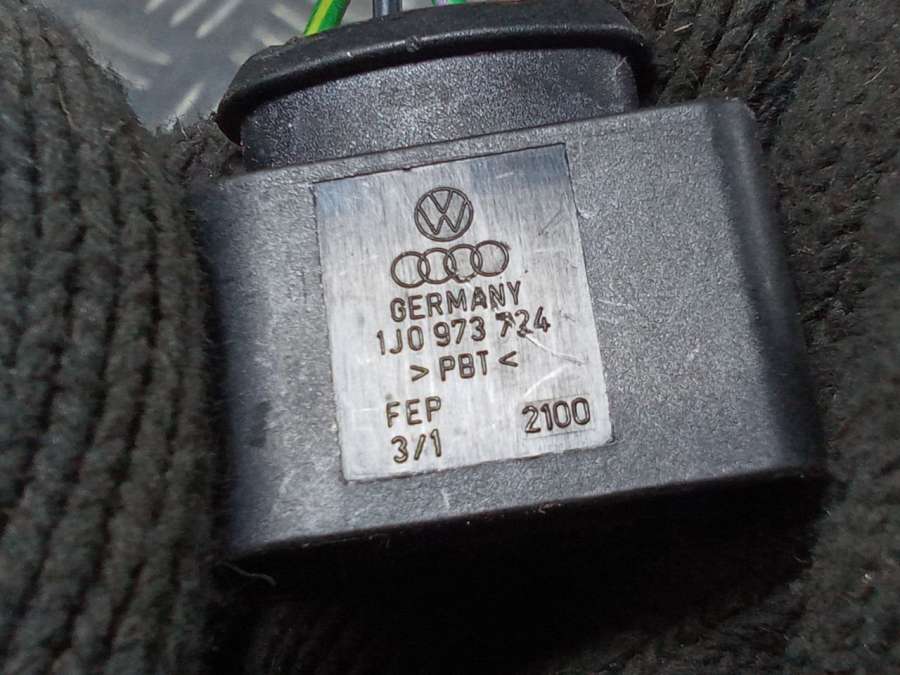 GERMANY
1J0 973 724
> PBT <
FEP 2100
3/1